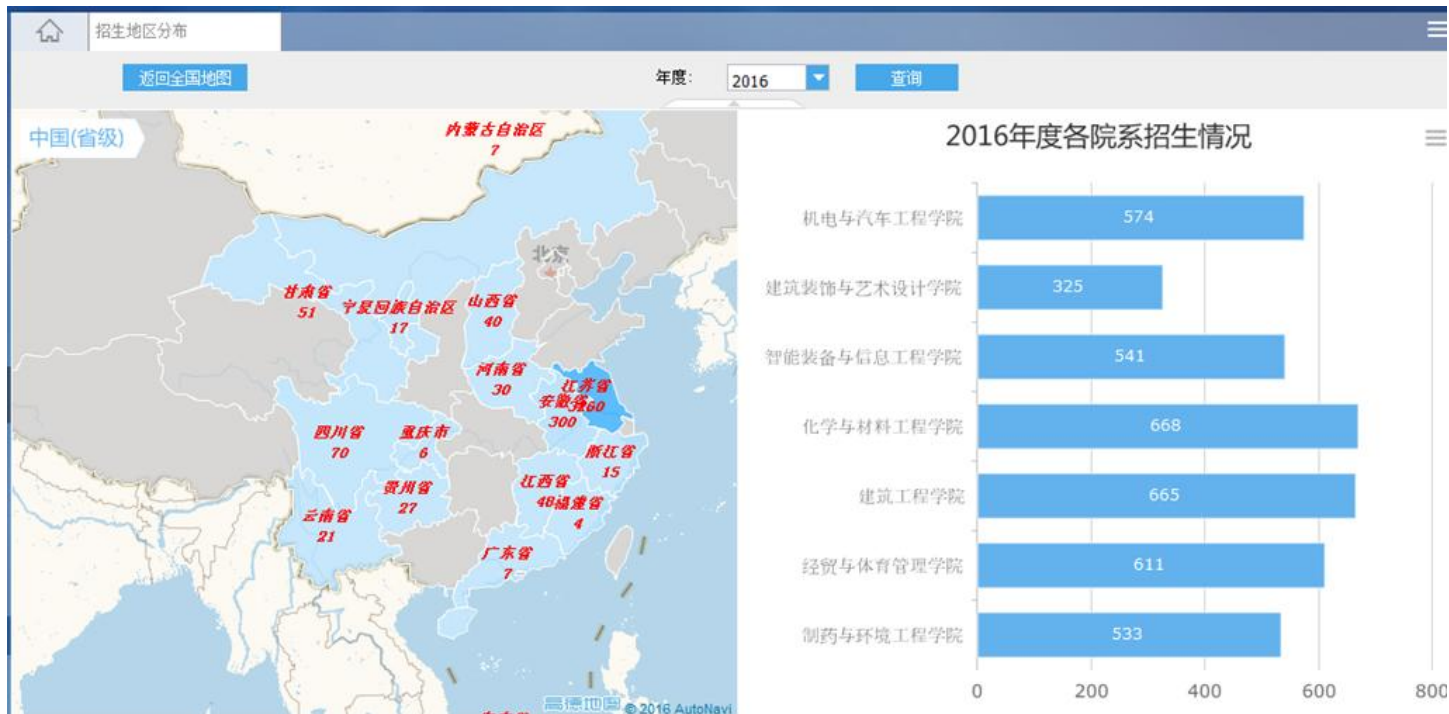 招生地区分布
返回全国地图
年度:
2016
查询
中国(省级)
内蒙古自治区
7
北京
甘肃省
51
宁夏回族自治区
17
山西省
40
河南省
30
江苏省
安徽省
300
四川省
70
重庆市
6
浙江省
15
贵州省
27
江西省
48
福建省
4
云南省
21
广东省
7
高德地图 © 2016 AutoNavi
2016年度各院系招生情况
机电与汽车工程学院
574
建筑装饰与艺术设计学院
325
智能装备与信息工程学院
541
化学与材料工程学院
668
建筑工程学院
665
经贸与体育管理学院
611
制药与环境工程学院
533
0 200 400 600 800